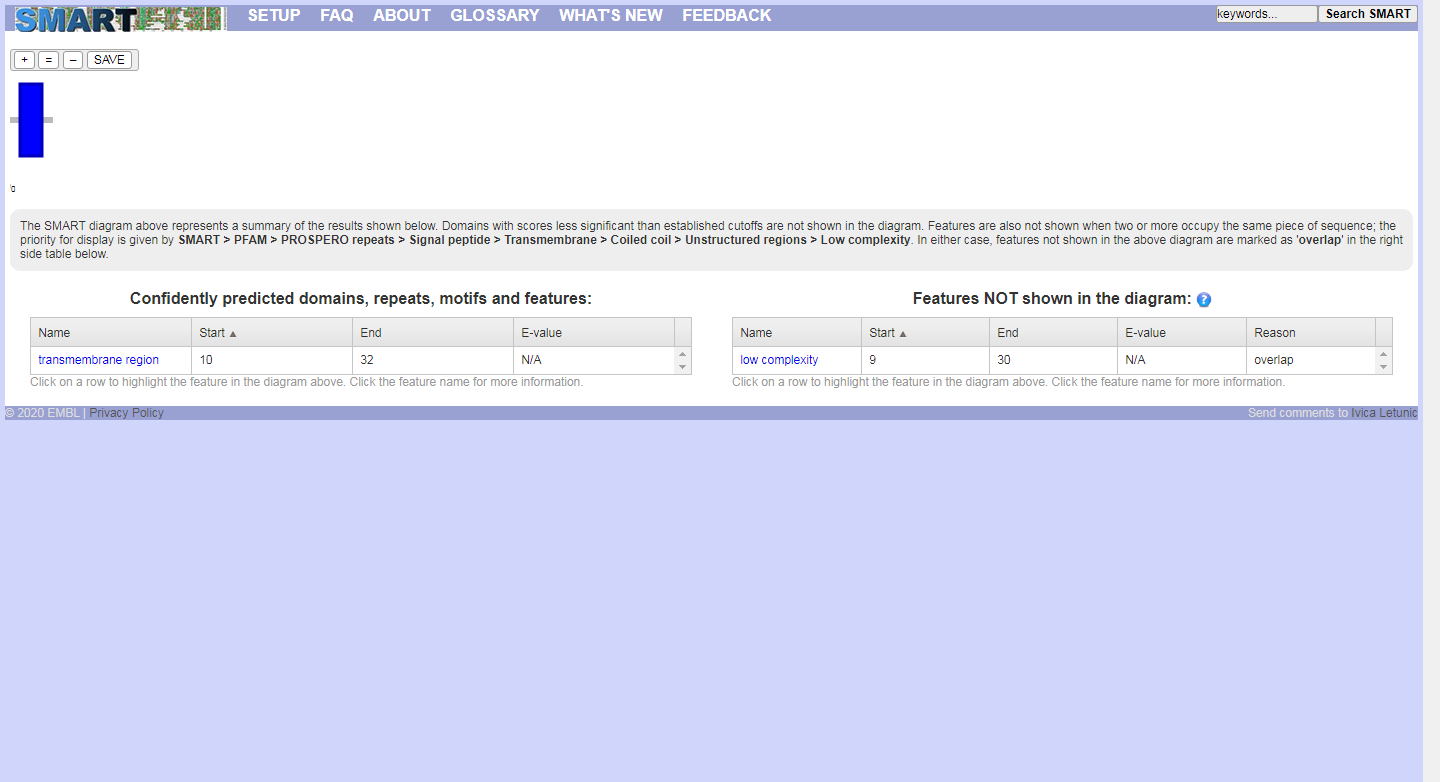 SMART SETUP FAQ ABOUT GLOSSARY WHAT'S NEW FEEDBACK keywords... Search SMART
+ = – SAVE
The SMART diagram above represents a summary of the results shown below. Domains with scores less significant than established cutoffs are not shown in the diagram. Features are also not shown when two or more occupy the same piece of sequence; the
priority for display is given by SMART > PFAM > PROSPERO repeats > Signal peptide > Transmembrane > Coiled coil > Unstructured regions > Low complexity. In either case, features not shown in the above diagram are marked as 'overlap' in the right
side table below.
Confidently predicted domains, repeats, motifs and features:
Name Start ▲ End E-value
transmembrane region 10 32 N/A
Click on a row to highlight the feature in the diagram above. Click the feature name for more information.
Features NOT shown in the diagram: ?
Name Start ▲ End E-value Reason
low complexity 9 30 N/A overlap
Click on a row to highlight the feature in the diagram above. Click the feature name for more information.
© 2020 EMBL | Privacy Policy Send comments to Ivica Letunic